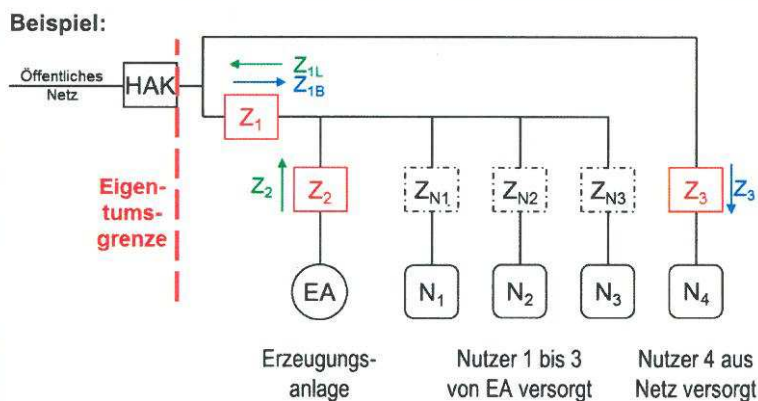 Beispiel:
Öffentliches
Netz
HAK
Z1L
Z1B
Z1
Eigen-
tums-
grenze
Z2
Z2
ZN1
ZN2
ZN3
Z3
Z3
EA
N1
N2
N3
N4
Erzeugungs-
anlage
Nutzer 1 bis 3
von EA versorgt
Nutzer 4 aus
Netz versorgt